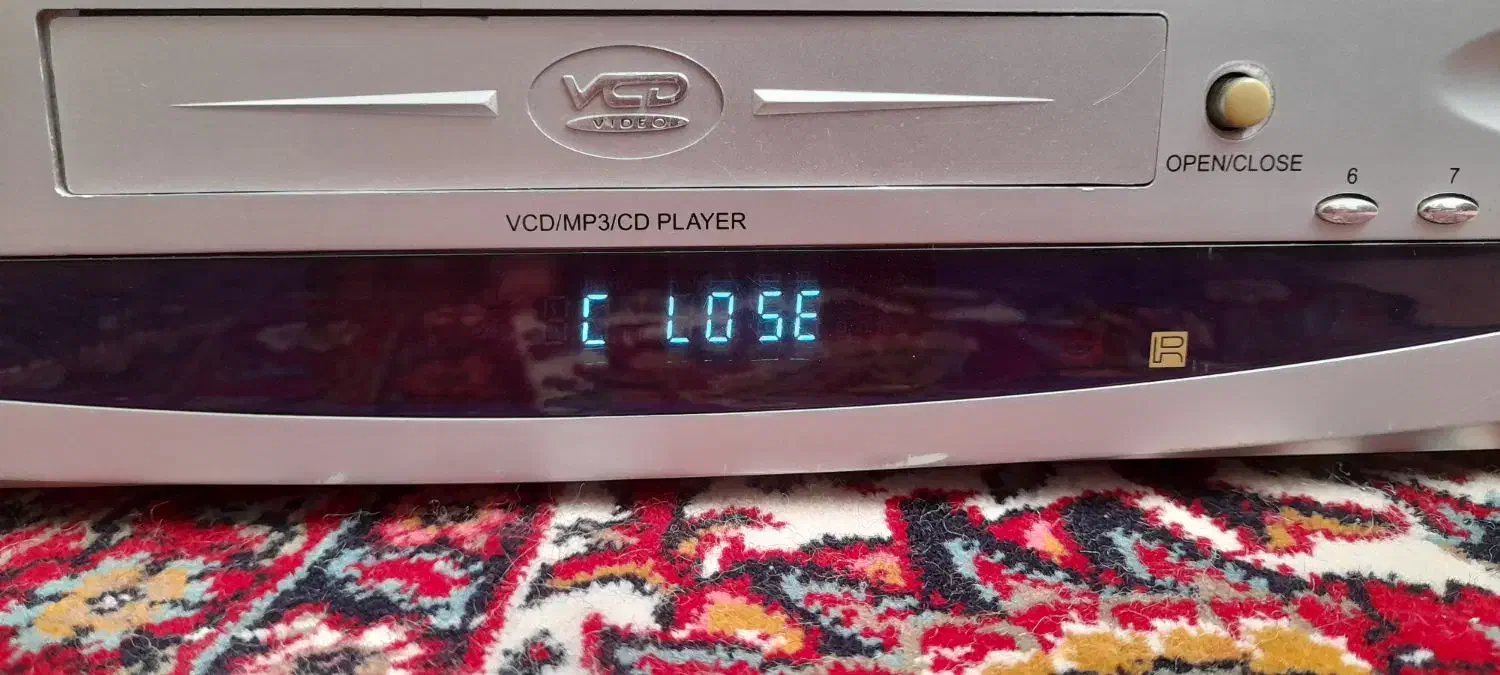 VCD
VIDEO
OPEN/CLOSE
6 7
VCD/MP3/CD PLAYER
C LOSE
R